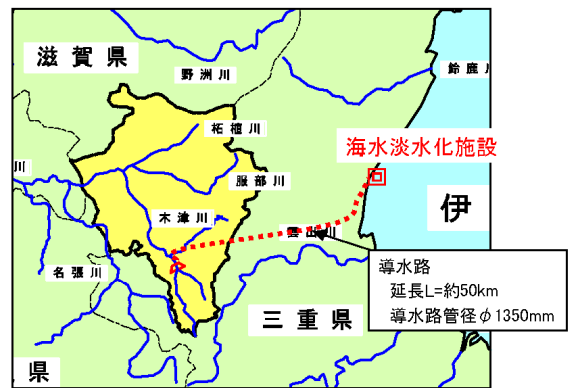 滋賀県
野洲川
鈴鹿川
柘植川
海水淡水化施設
川
服部川
伊
木津川
雲出川
導水路
延長L=約50km
導水路管径φ1350mm
名張川
三重県
県